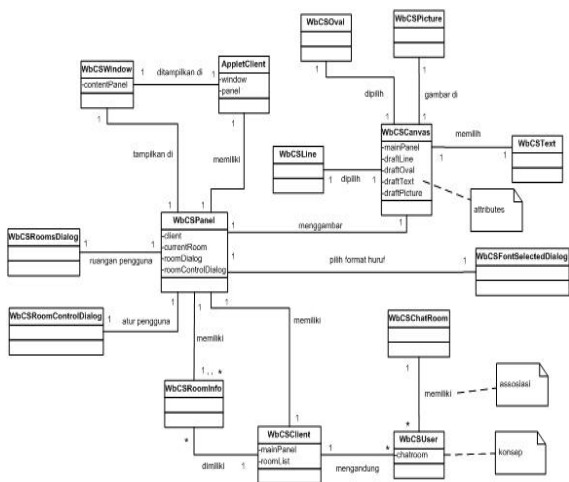 WbCSOval
WbCSPicture
WbCSWindow
-contentPanel
1
ditampilkan di
1
AppletClient
-window
-panel
1
1
dipilih
gambar di
1
1
tampilkan di
memiliki
1
1
WbCSCanvas
-mainPanel
-draftLine
-draftOval
-draftText
-draftPicture
memilih
1
1
WbCSText
WbCSLine
1
dipilih
1
attributes
1
1
1
WbCSPanel
-client
-currentRoom
-roomDialog
-roomControlDialog
1
menggambar
1
WbCSRoomsDialog
1
1
ruangan pengguna
1
pilih format huruf
1
WbCSFontSelectedDialog
WbCSRoomControlDialog
1
atur pengguna
1
1
1
memiliki
memiliki
WbCSChatRoom
1
memiliki
assosiasi
1..*
WbCSRoomInfo
*
dimiliki
1
1
WbCSClient
-mainPanel
-roomList
1
mengandung
*
*
WbCSUser
-chatroom
konsep